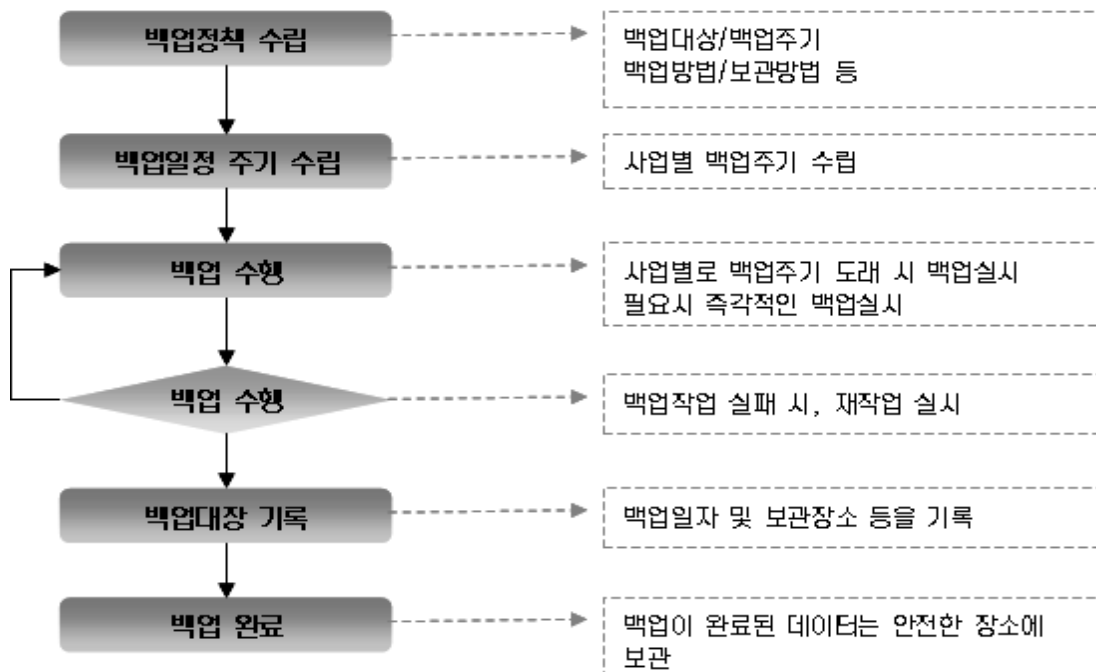 백업정책 수립
백업대상/백업주기
백업방법/보관방법 등
백업일정 주기 수립
사업별 백업주기 수립
백업 수행
사업별로 백업주기 도래 시 백업실시
필요시 즉각적인 백업실시
백업 수행
백업작업 실패 시, 재작업 실시
백업대장 기록
백업일자 및 보관장소 등을 기록
백업 완료
백업이 완료된 데이터는 안전한 장소에
보관